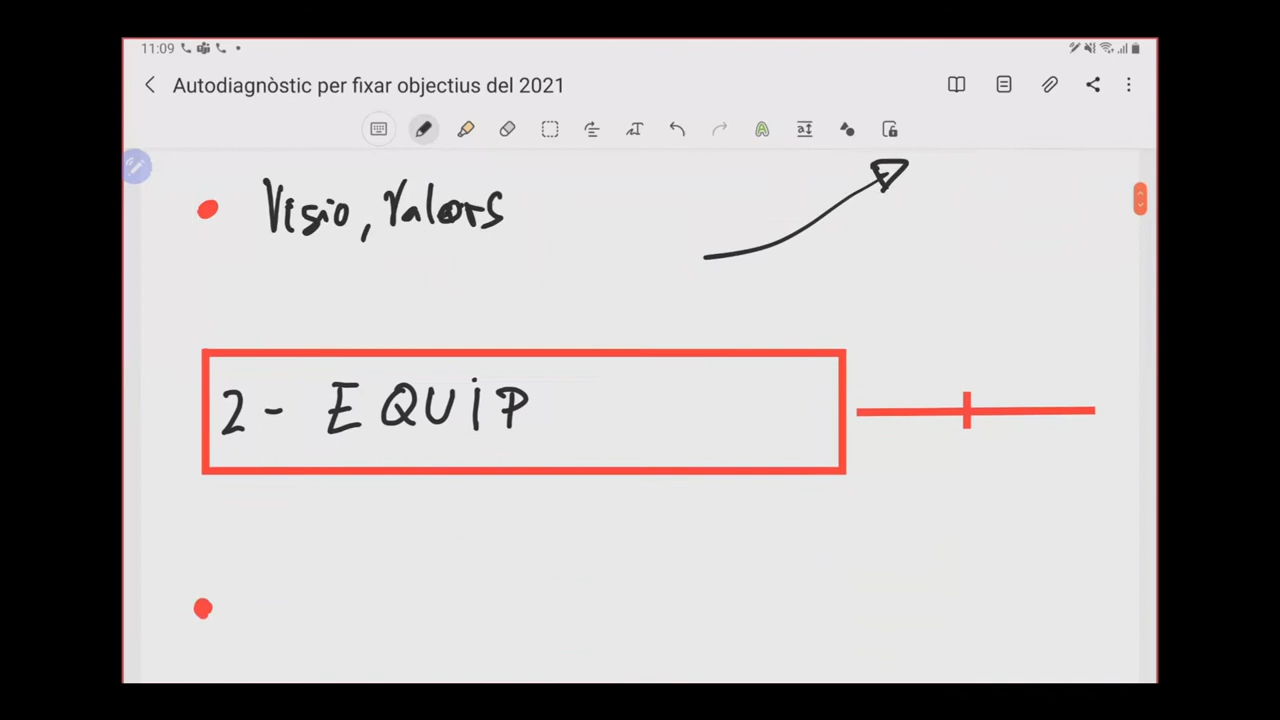 11:09
Autodiagnòstic per fixar objectius del 2021
Visio, Valors
2- EQUIP